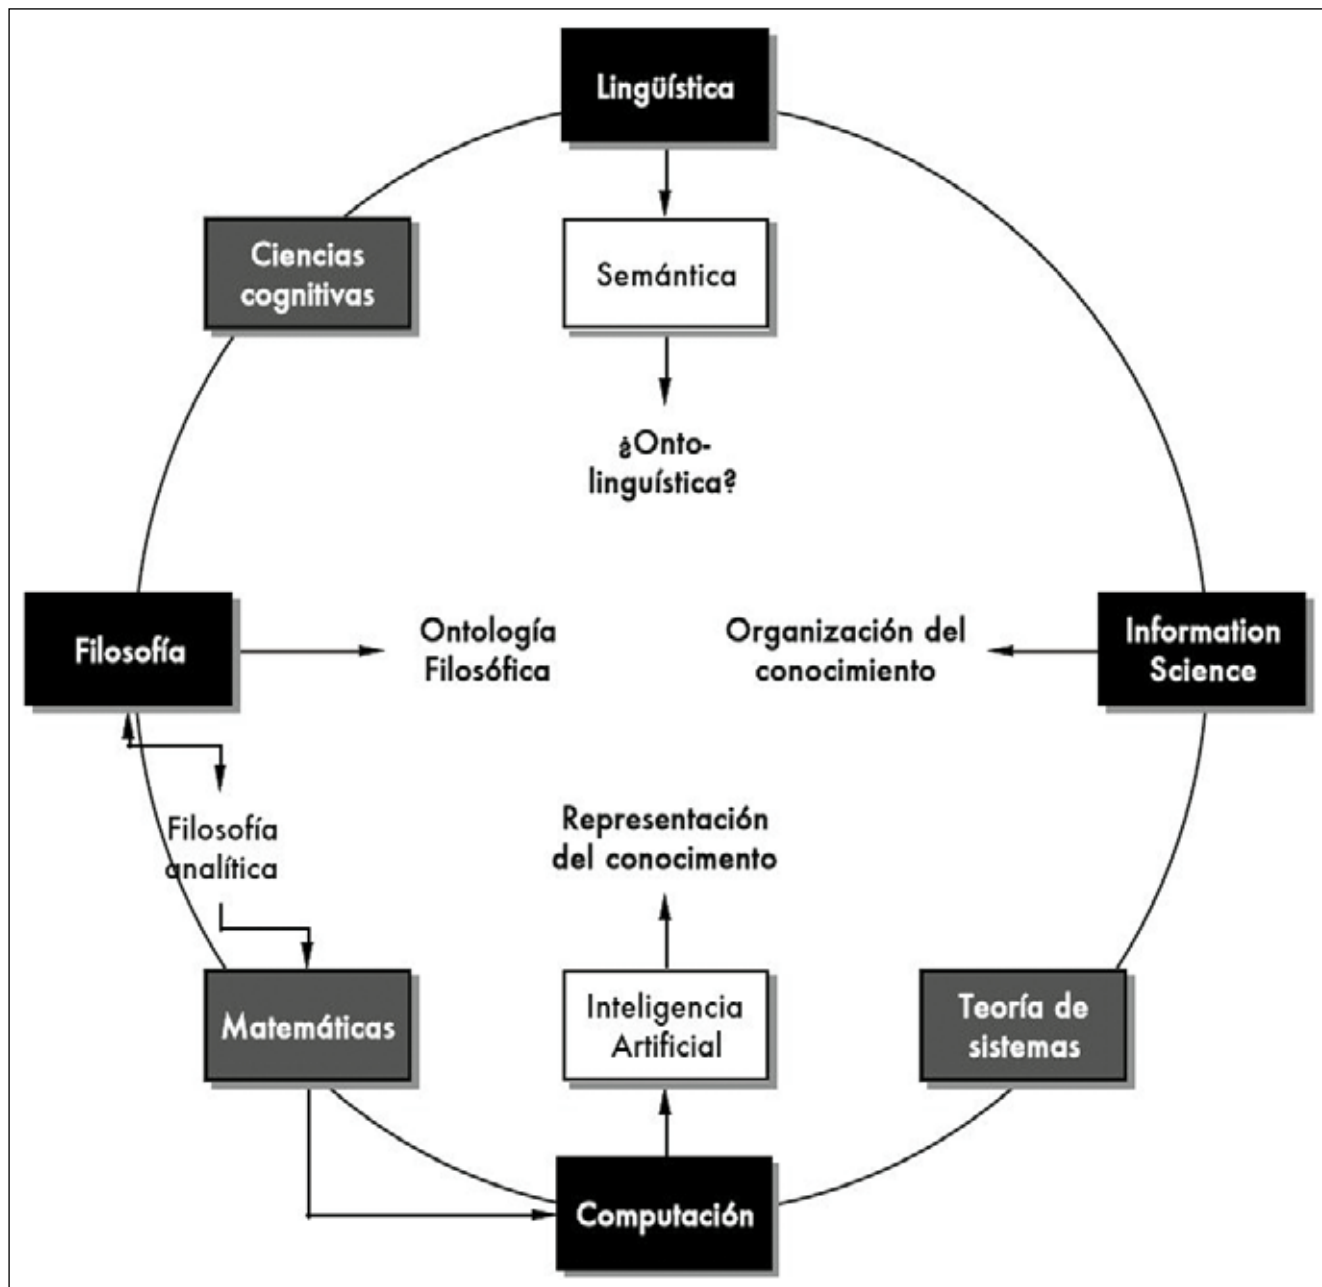 Lingüística
Ciencias
cognitivas
Semántica
¿Onto-
linguística?
Filosofía
Ontología
Filosófica
Organización del
conocimiento
Information
Science
Filosofía
analítica
Representación
del conocimento
Matemáticas
Inteligencia
Artificial
Teoría de
sistemas
Computación